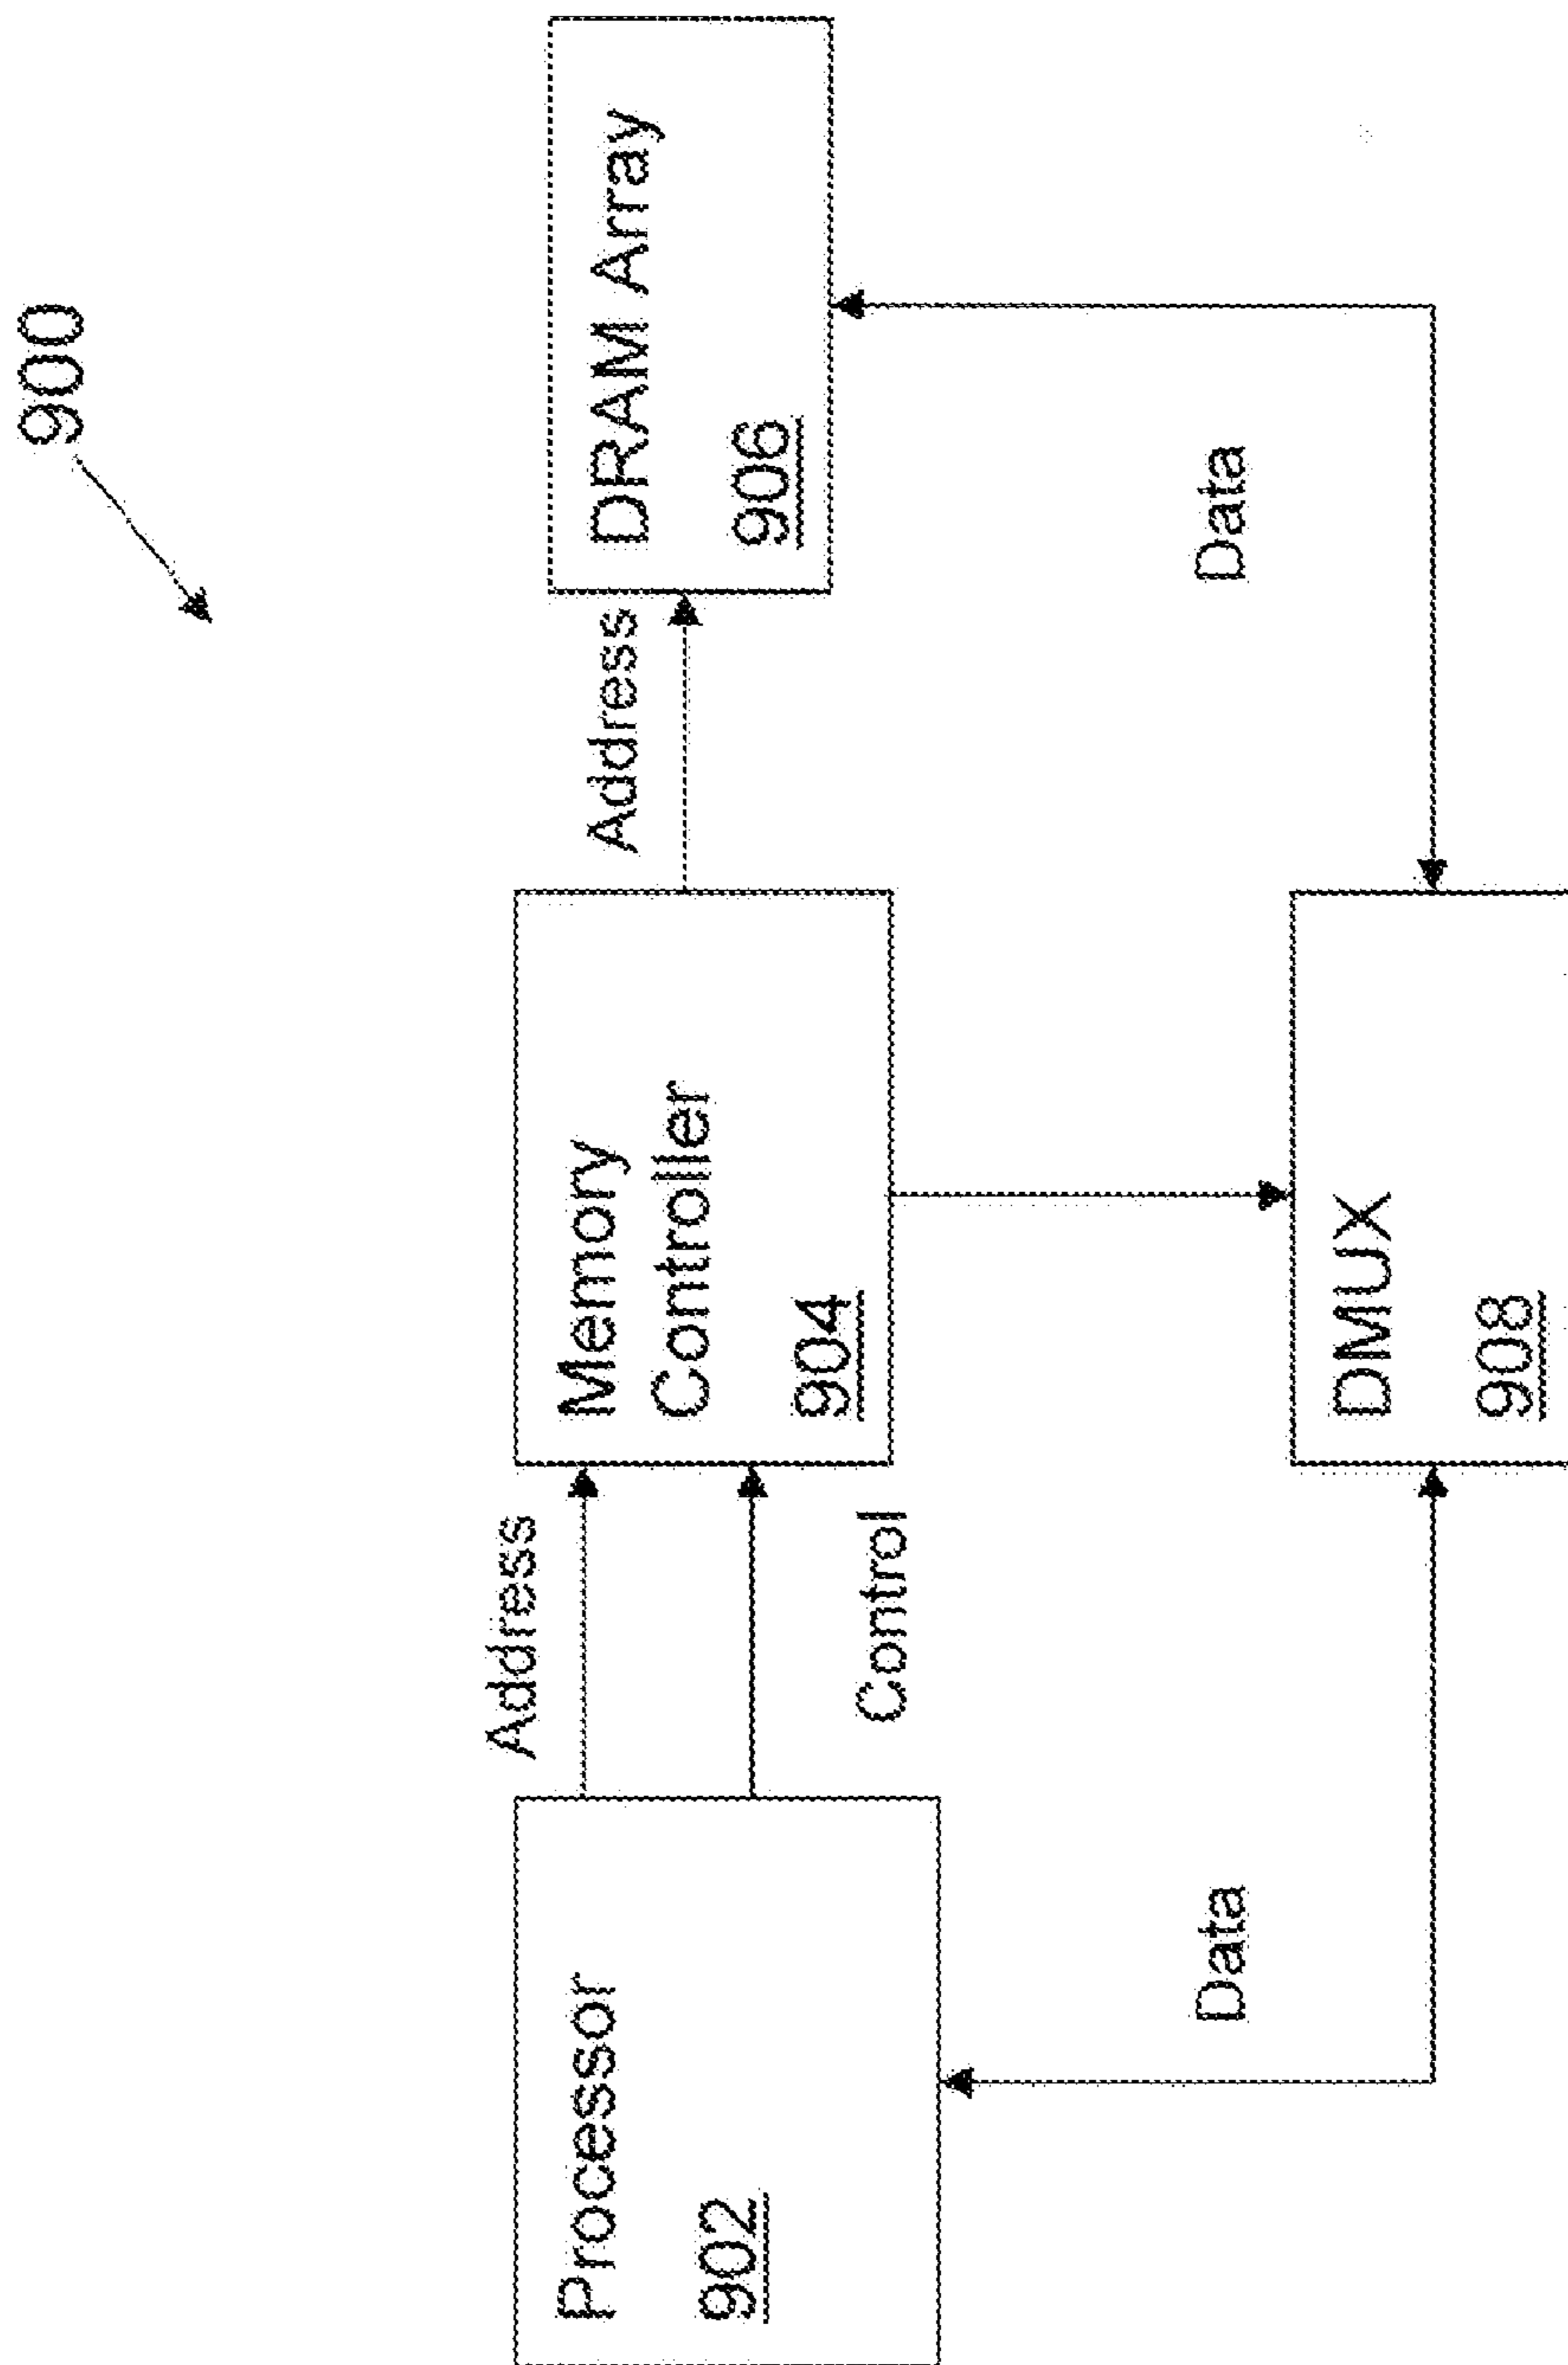 900
Processor
902
Address
Control
Memory
Controller
904
Address
DRAM Array
906
Data
DMUX
908
Data